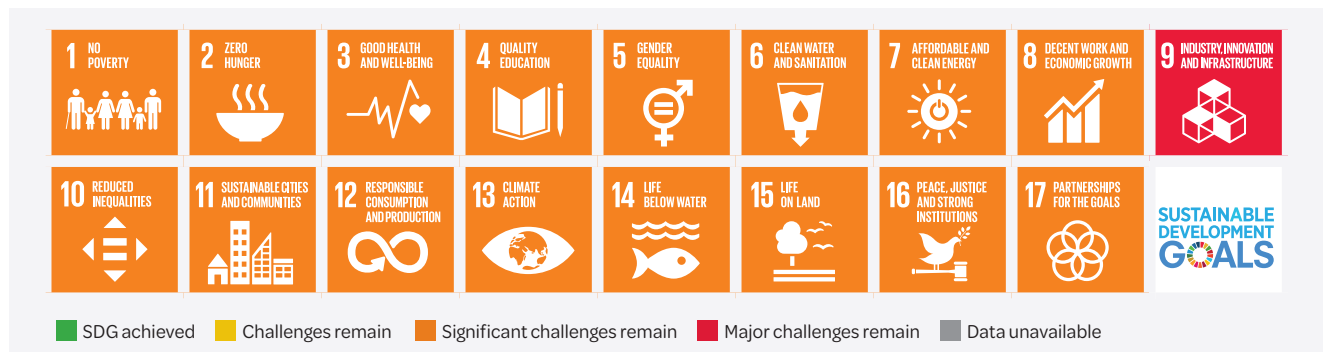 1 NO
POVERTY
2 ZERO
HUNGER
3 GOOD HEALTH
AND WELL-BEING
4 QUALITY
EDUCATION
5 GENDER
EQUALITY
6 CLEAN WATER
AND SANITATION
7 AFFORDABLE AND
CLEAN ENERGY
8 DECENT WORK AND
ECONOMIC GROWTH
9 INDUSTRY, INNOVATION
AND INFRASTRUCTURE
10 REDUCED
INEQUALITIES
11 SUSTAINABLE CITIES
AND COMMUNITIES
12 RESPONSIBLE
CONSUMPTION
AND PRODUCTION
13 CLIMATE
ACTION
14 LIFE
BELOW WATER
15 LIFE
ON LAND
16 PEACE, JUSTICE
AND STRONG
INSTITUTIONS
17 PARTNERSHIPS
FOR THE GOALS
SUSTAINABLE
DEVELOPMENT
GOALS
SDG achieved Challenges remain Significant challenges remain Major challenges remain Data unavailable